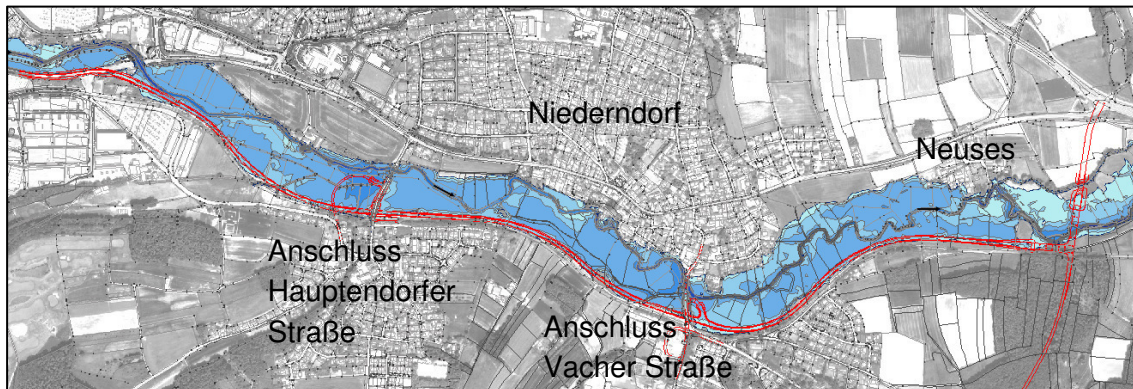 Niederndorf
Neuses
Anschluss
Hauptendorfer
Straße
Anschluss
Vacher Straße